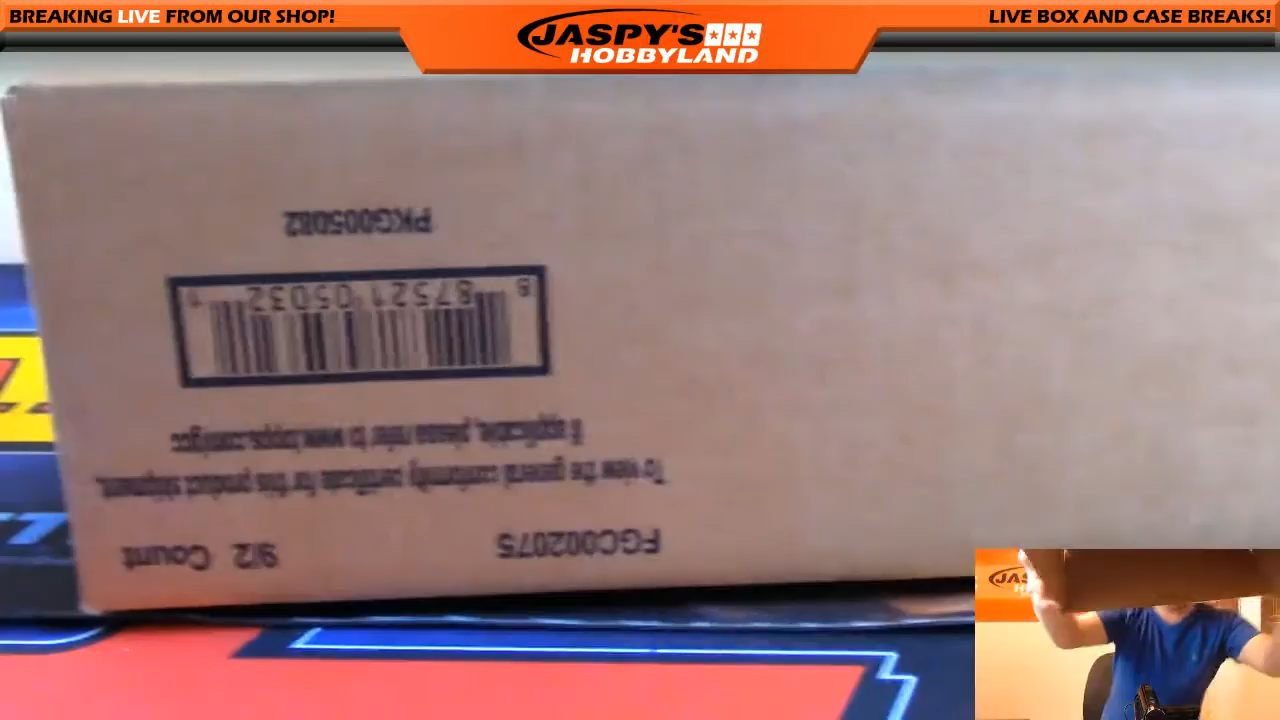 BREAKING LIVE FROM OUR SHOP!
JASPY'S
HOBBYLAND
LIVE BOX AND CASE BREAKS!
FGC002075
9/2 Count
To view the general conformity certificate for this product shipment,
if applicable, please refer to www.topps.com/gcc
8 87521 05032 1
PKG005082